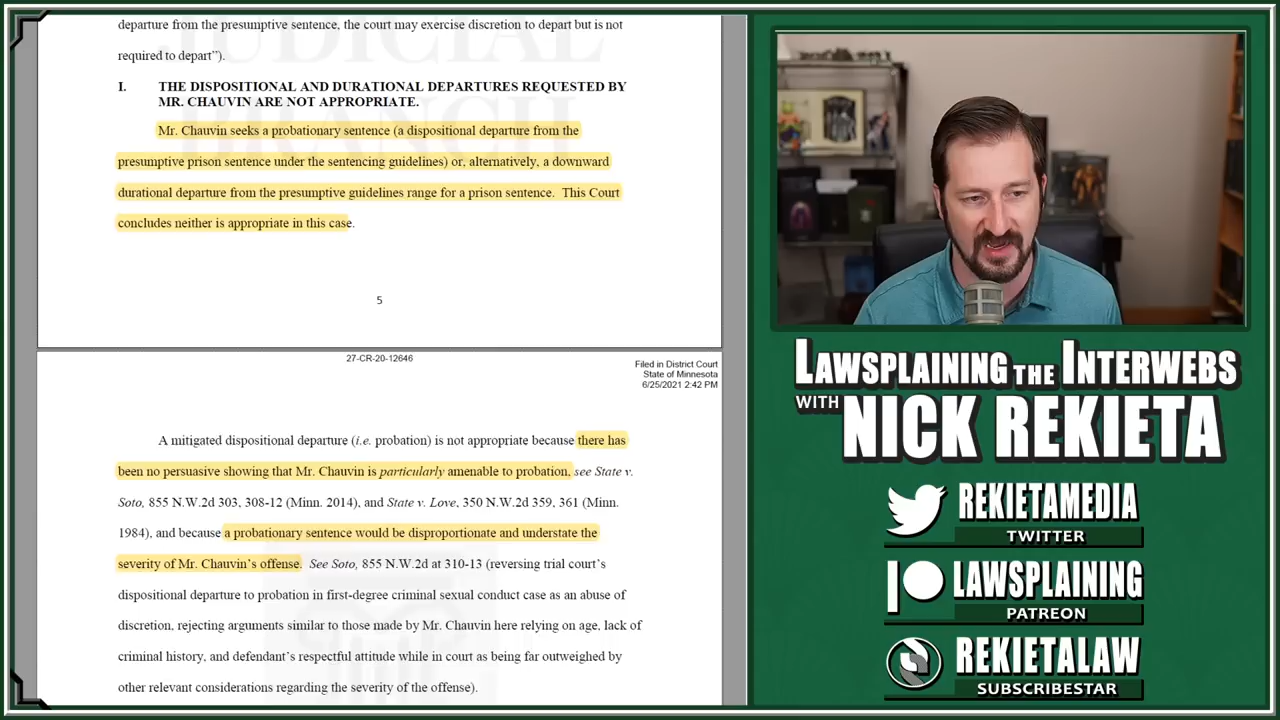 departure from the presumptive sentence, the court may exercise discretion to depart but is not
required to depart”).
I. THE DISPOSITIONAL AND DURATIONAL DEPARTURES REQUESTED BY
MR. CHAUVIN ARE NOT APPROPRIATE.
Mr. Chauvin seeks a probationary sentence (a dispositional departure from the
presumptive prison sentence under the sentencing guidelines) or, alternatively, a downward
durational departure from the presumptive guidelines range for a prison sentence. This Court
concludes neither is appropriate in this case.
5
27-CR-20-12646
Filed in District Court
State of Minnesota
6/25/2021 2:42 PM
A mitigated dispositional departure (i.e. probation) is not appropriate because there has
been no persuasive showing that Mr. Chauvin is particularly amenable to probation, see State v.
Soto, 855 N.W.2d 303, 308-12 (Minn. 2014), and State v. Love, 350 N.W.2d 359, 361 (Minn.
1984), and because a probationary sentence would be disproportionate and understate the
severity of Mr. Chauvin’s offense. See Soto, 855 N.W.2d at 310-13 (reversing trial court’s
dispositional departure to probation in first-degree criminal sexual conduct case as an abuse of
discretion, rejecting arguments similar to those made by Mr. Chauvin here relying on age, lack of
criminal history, and defendant’s respectful attitude while in court as being far outweighed by
other relevant considerations regarding the severity of the offense).
JUDICIAL
BRANCH
LAWSPLAINING THE INTERWEBS
WITH NICK REKIETA
REKIETAMEDIA
TWITTER
LAWSPLAINING
PATREON
REKIETALAW
SUBSCRIBESTAR